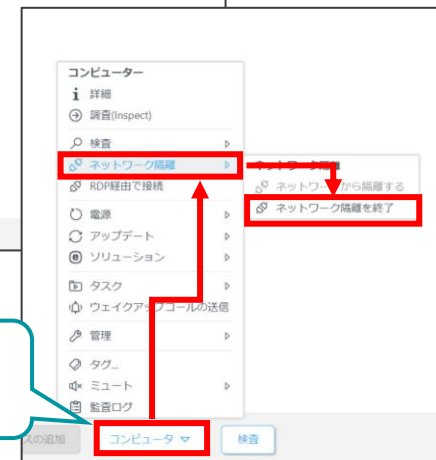 コンピューター
詳細
調査(Inspect)
検査
ネットワーク隔離
RDP経由で接続
電源
アップデート
ソリューション
タスク
ウェイクアップコールの送信
管理
タグ...
ミュート
監査ログ
ネットワーク隔離
ネットワークから隔離する
ネットワーク隔離を終了
スの追加
コンピュータ
検査